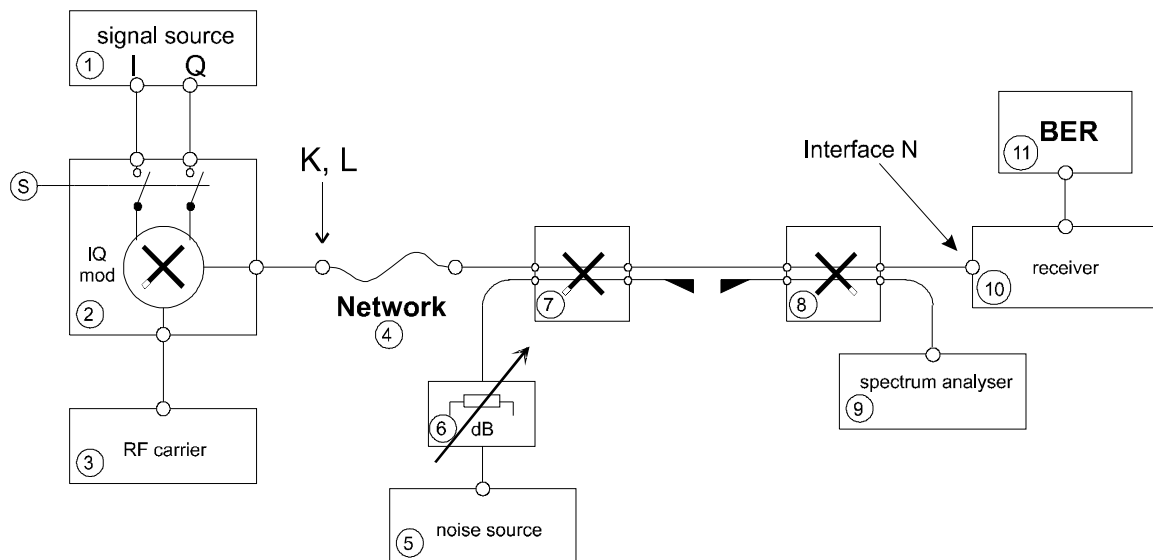 signal source
1
I Q
S
IQ
mod
2
RF carrier
3
K, L
Network
4
noise source
5
6
dB
7
8
Interface N
spectrum analyser
9
receiver
10
BER
11